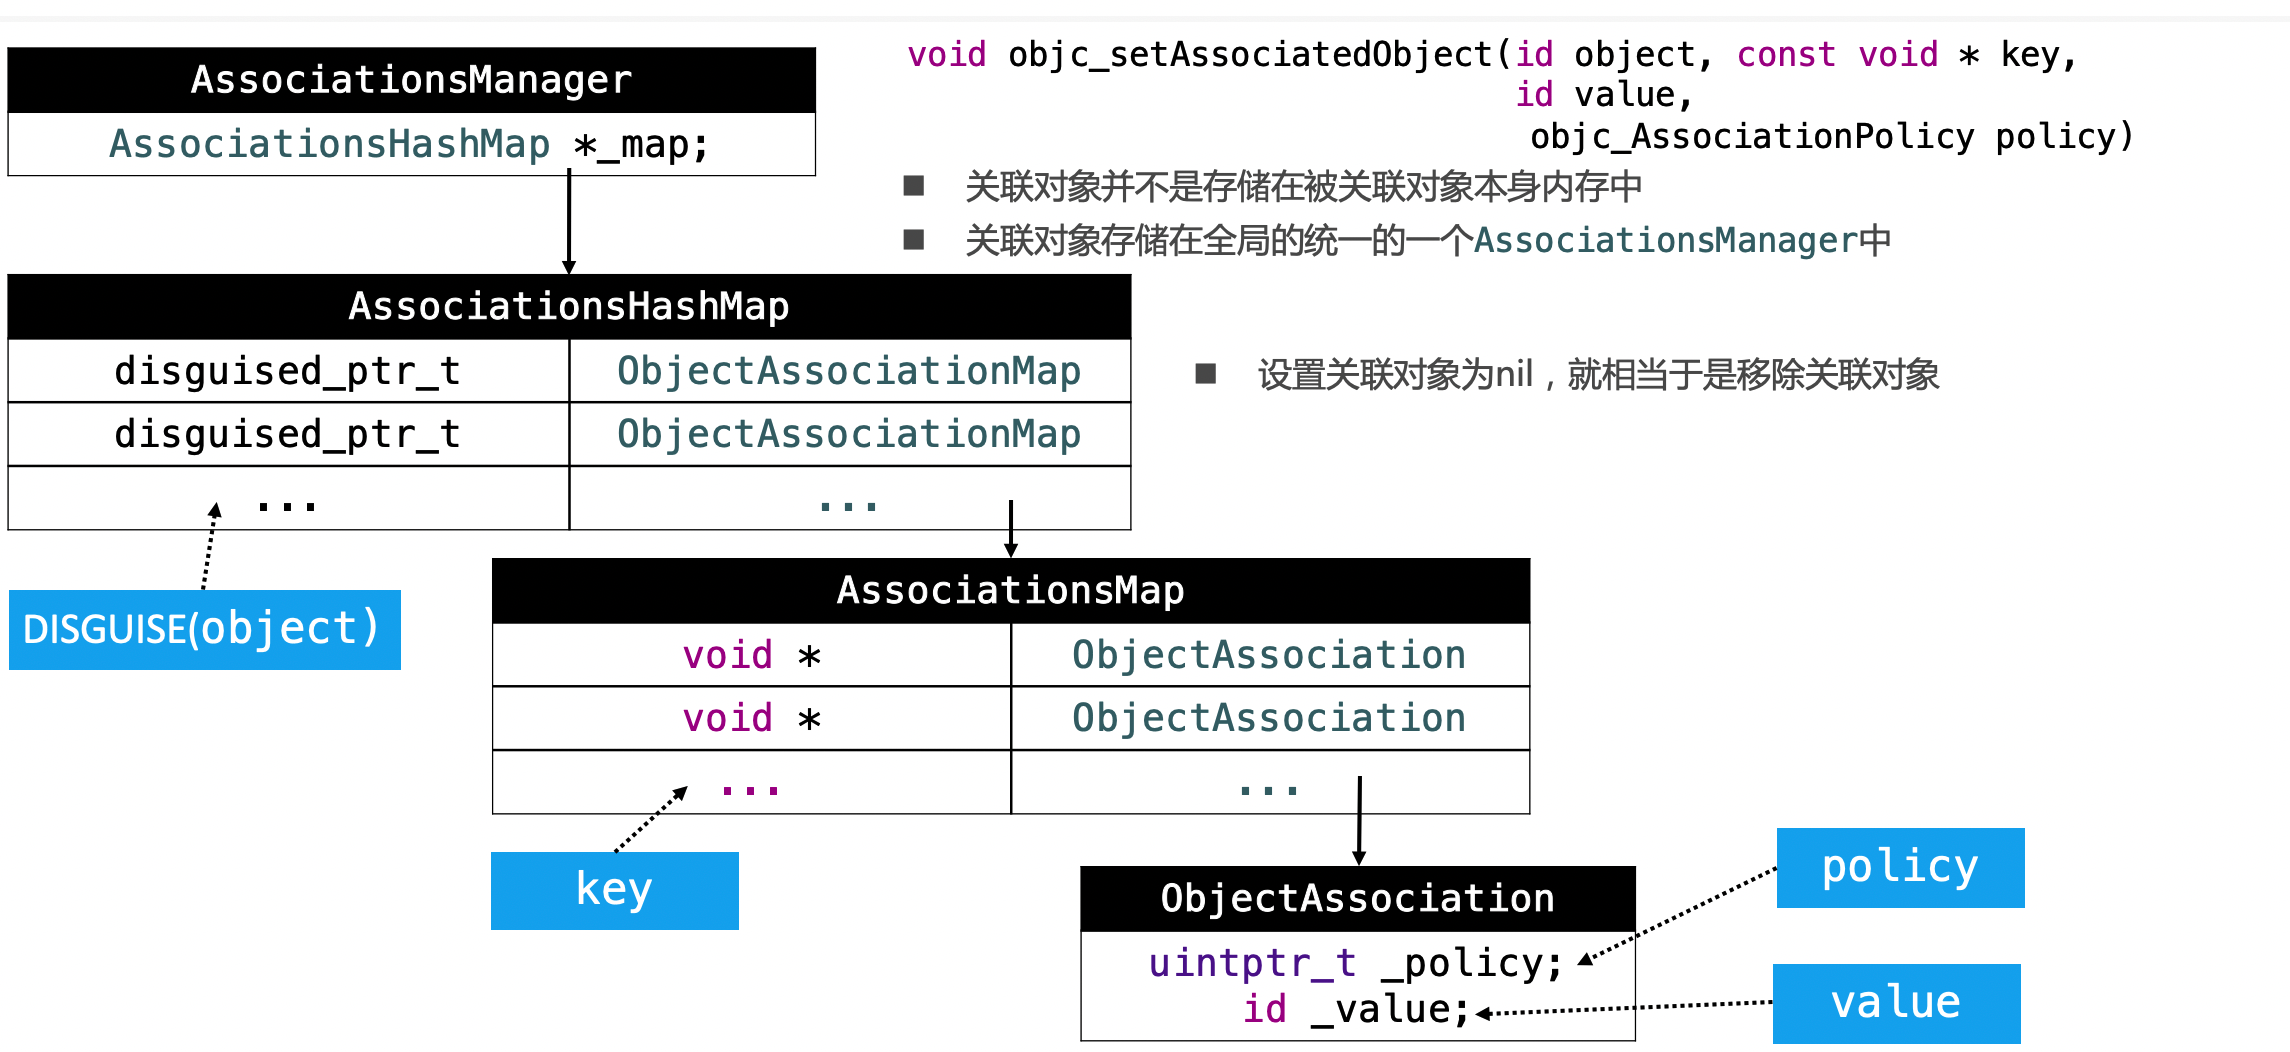 AssociationsManager
AssociationsHashMap *_map;
void objc_setAssociatedObject(id object, const void * key,
id value,
objc_AssociationPolicy policy)
■ 关联对象并不是存储在被关联对象本身内存中
■ 关联对象存储在全局的统一的一个AssociationsManager中
AssociationsHashMap
disguised_ptr_t ObjectAssociationMap
disguised_ptr_t ObjectAssociationMap
... ...
■ 设置关联对象为nil，就相当于是移除关联对象
DISGUISE(object)
AssociationsMap
void * ObjectAssociation
void * ObjectAssociation
... ...
key
ObjectAssociation
uintptr_t _policy;
id _value;
policy
value